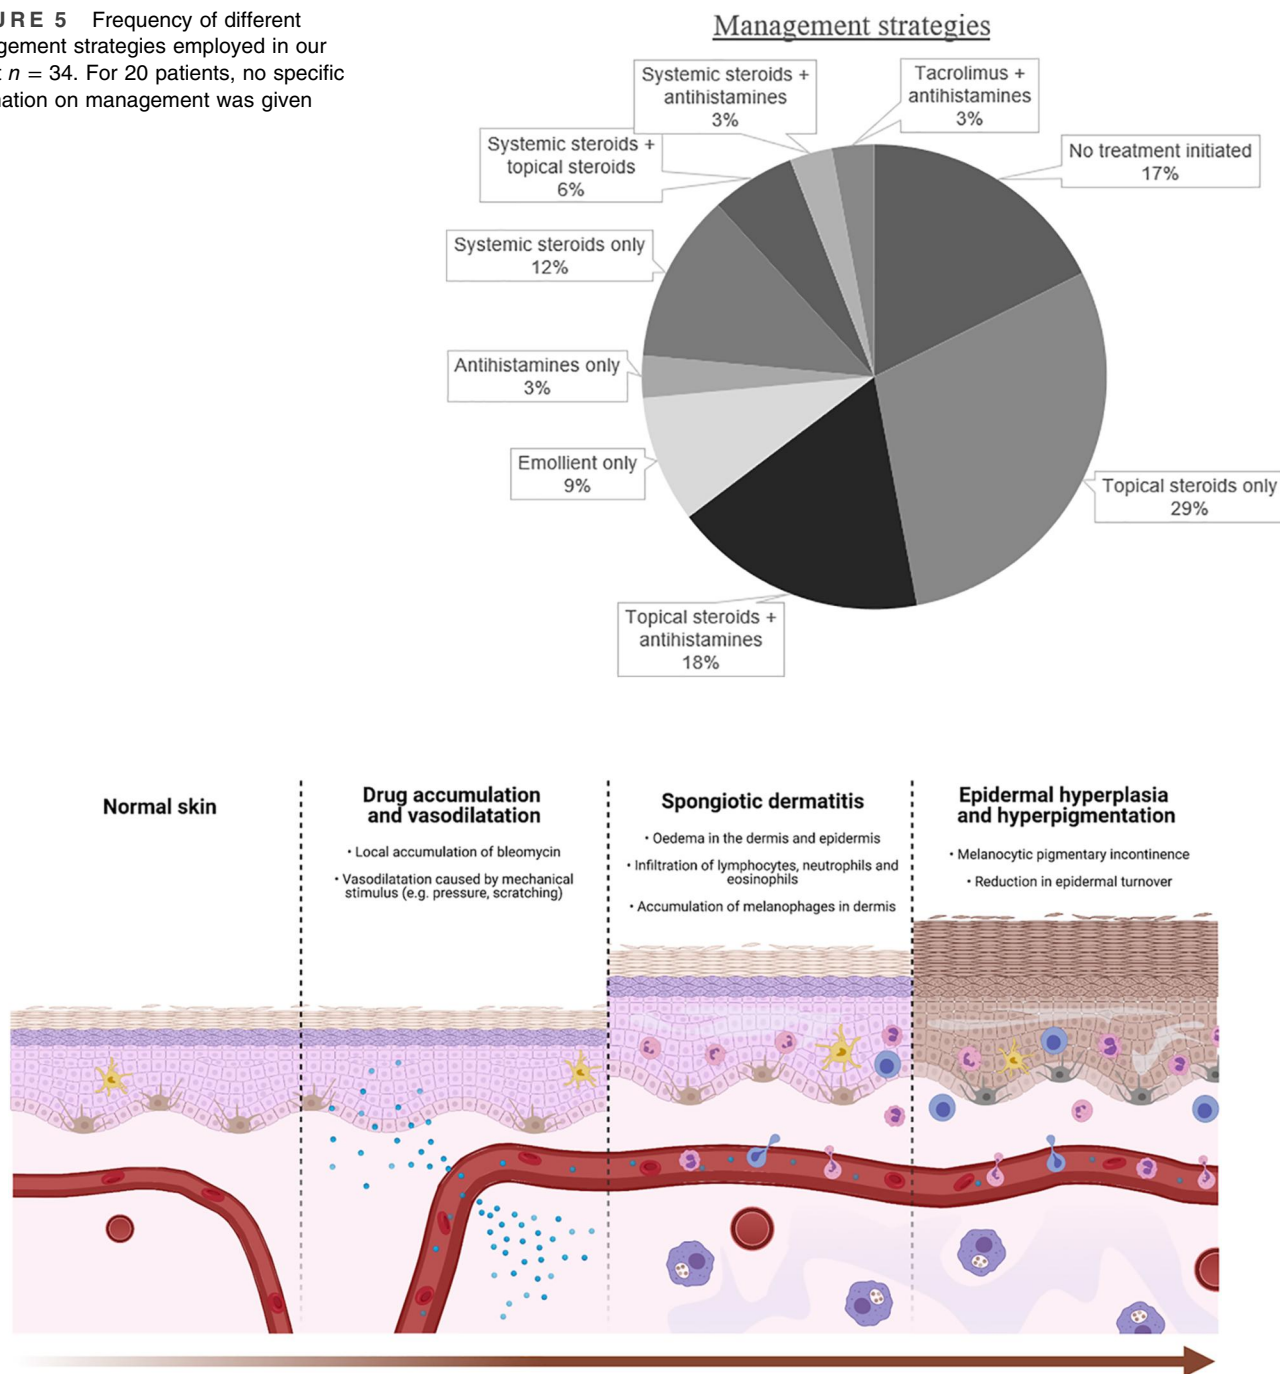 URE 5 Frequency of different
gement strategies employed in our
n = 34. For 20 patients, no specific
nation on management was given
Management strategies
Systemic steroids +
antihistamines
3%
Tacrolimus +
antihistamines
3%
Systemic steroids +
topical steroids
6%
No treatment initiated
17%
Systemic steroids only
12%
Antihistamines only
3%
Emollient only
9%
Topical steroids only
29%
Topical steroids +
antihistamines
18%
Normal skin
Drug accumulation
and vasodilatation
• Local accumulation of bleomycin
• Vasodilatation caused by mechanical
stimulus (e.g. pressure, scratching)
Spongiotic dermatitis
• Oedema in the dermis and epidermis
• Infiltration of lymphocytes, neutrophils and
eosinophils
• Accumulation of melanophages in dermis
Epidermal hyperplasia
and hyperpigmentation
• Melanocytic pigmentary incontinence
• Reduction in epidermal turnover